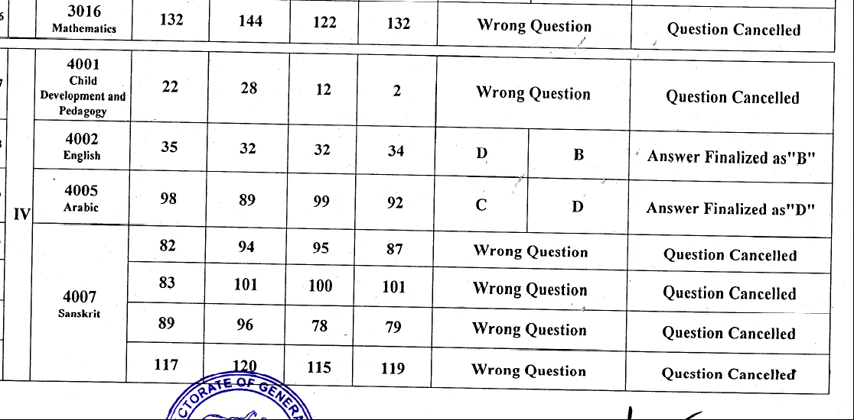 3016
Mathematics
132 144 122 132 Wrong Question Question Cancelled
IV
4001
Child
Development and
Pedagogy
22 28 12 2 Wrong Question Question Cancelled
4002
English
35 32 32 34 D B Answer Finalized as"B"
4005
Arabic
98 89 99 92 C D Answer Finalized as"D"
4007
Sanskrit
82 94 95 87 Wrong Question Question Cancelled
83 101 100 101 Wrong Question Question Cancelled
89 96 78 79 Wrong Question Question Cancelled
117 120 115 119 Wrong Question Question Cancelled